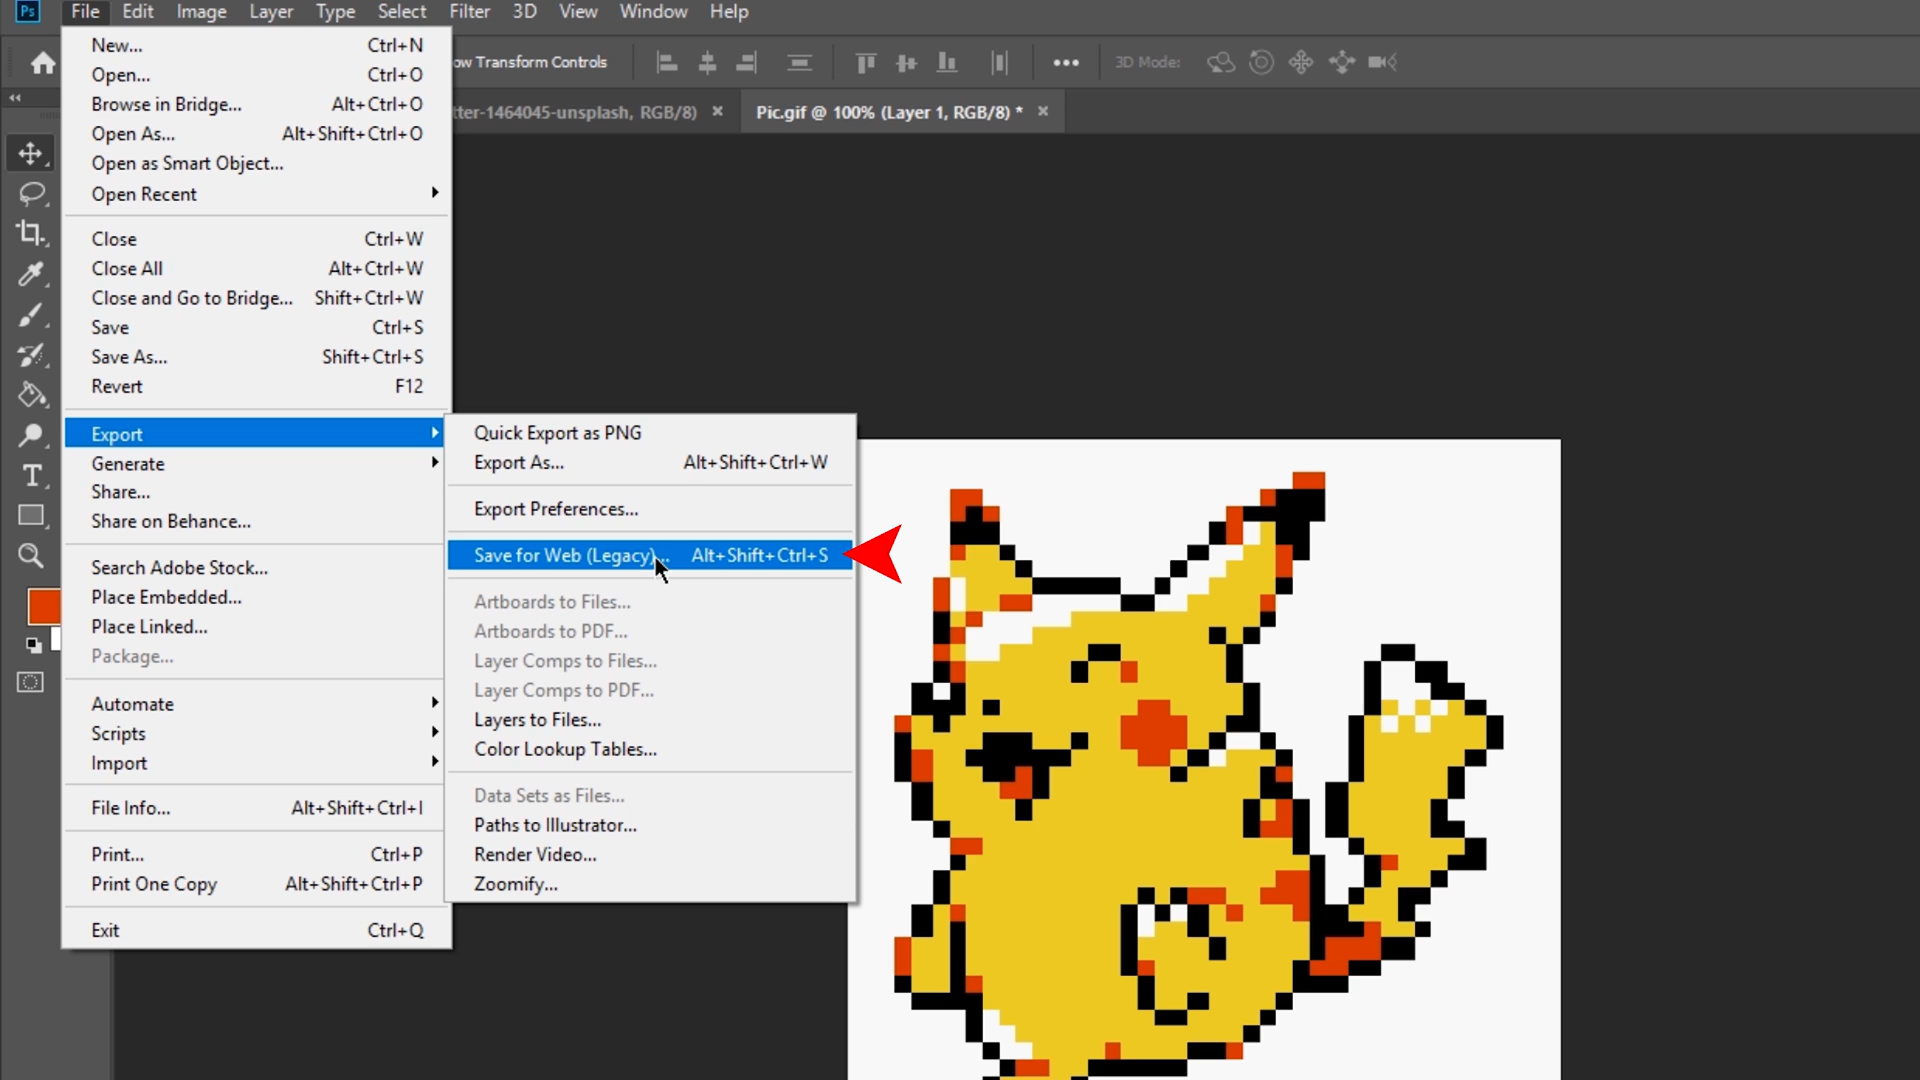 Ps File Edit Image Layer Type Select Filter 3D View Window Help
ow Transform Controls 3D Mode:
tter-1464045-unsplash, RGB/8) × Pic.gif @ 100% (Layer 1, RGB/8) * ×
New... Ctrl+N
Open... Ctrl+O
Browse in Bridge... Alt+Ctrl+O
Open As... Alt+Shift+Ctrl+O
Open as Smart Object...
Open Recent
Close Ctrl+W
Close All Alt+Ctrl+W
Close and Go to Bridge... Shift+Ctrl+W
Save Ctrl+S
Save As... Shift+Ctrl+S
Revert F12
Export
Generate
Share...
Share on Behance...
Search Adobe Stock...
Place Embedded...
Place Linked...
Package...
Automate
Scripts
Import
File Info... Alt+Shift+Ctrl+I
Print... Ctrl+P
Print One Copy Alt+Shift+Ctrl+P
Exit Ctrl+Q
Quick Export as PNG
Export As... Alt+Shift+Ctrl+W
Export Preferences...
Save for Web (Legacy)... Alt+Shift+Ctrl+S
Artboards to Files...
Artboards to PDF...
Layer Comps to Files...
Layer Comps to PDF...
Layers to Files...
Color Lookup Tables...
Data Sets as Files...
Paths to Illustrator...
Render Video...
Zoomify...